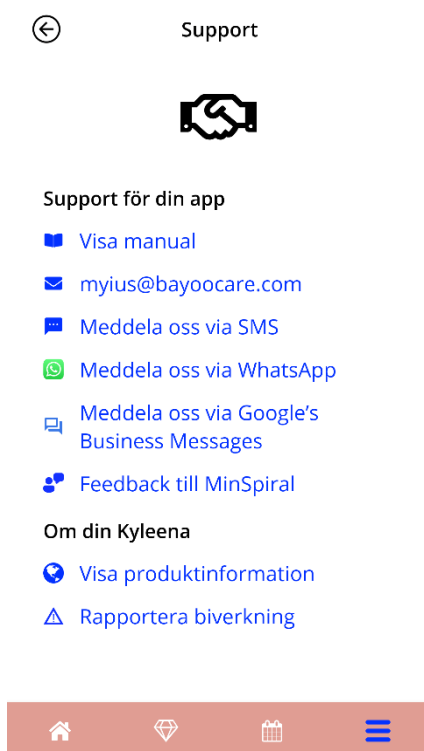 Support
Support för din app
Visa manual
myius@bayoocare.com
Meddela oss via SMS
Meddela oss via WhatsApp
Meddela oss via Google’s
Business Messages
Feedback till MinSpiral
Om din Kyleena
Visa produktinformation
Rapportera biverkning